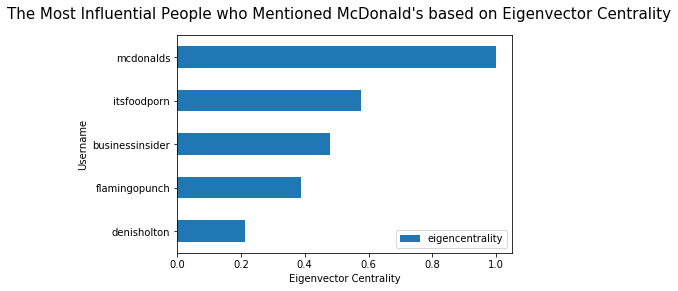 The Most Influential People who Mentioned McDonald's based on Eigenvector Centrality
mcdonalds
itsfoodporn
businessinsider
flamingopunch
denisholton
Username
eigencentrality
0.0 0.2 0.4 0.6 0.8 1.0
Eigenvector Centrality